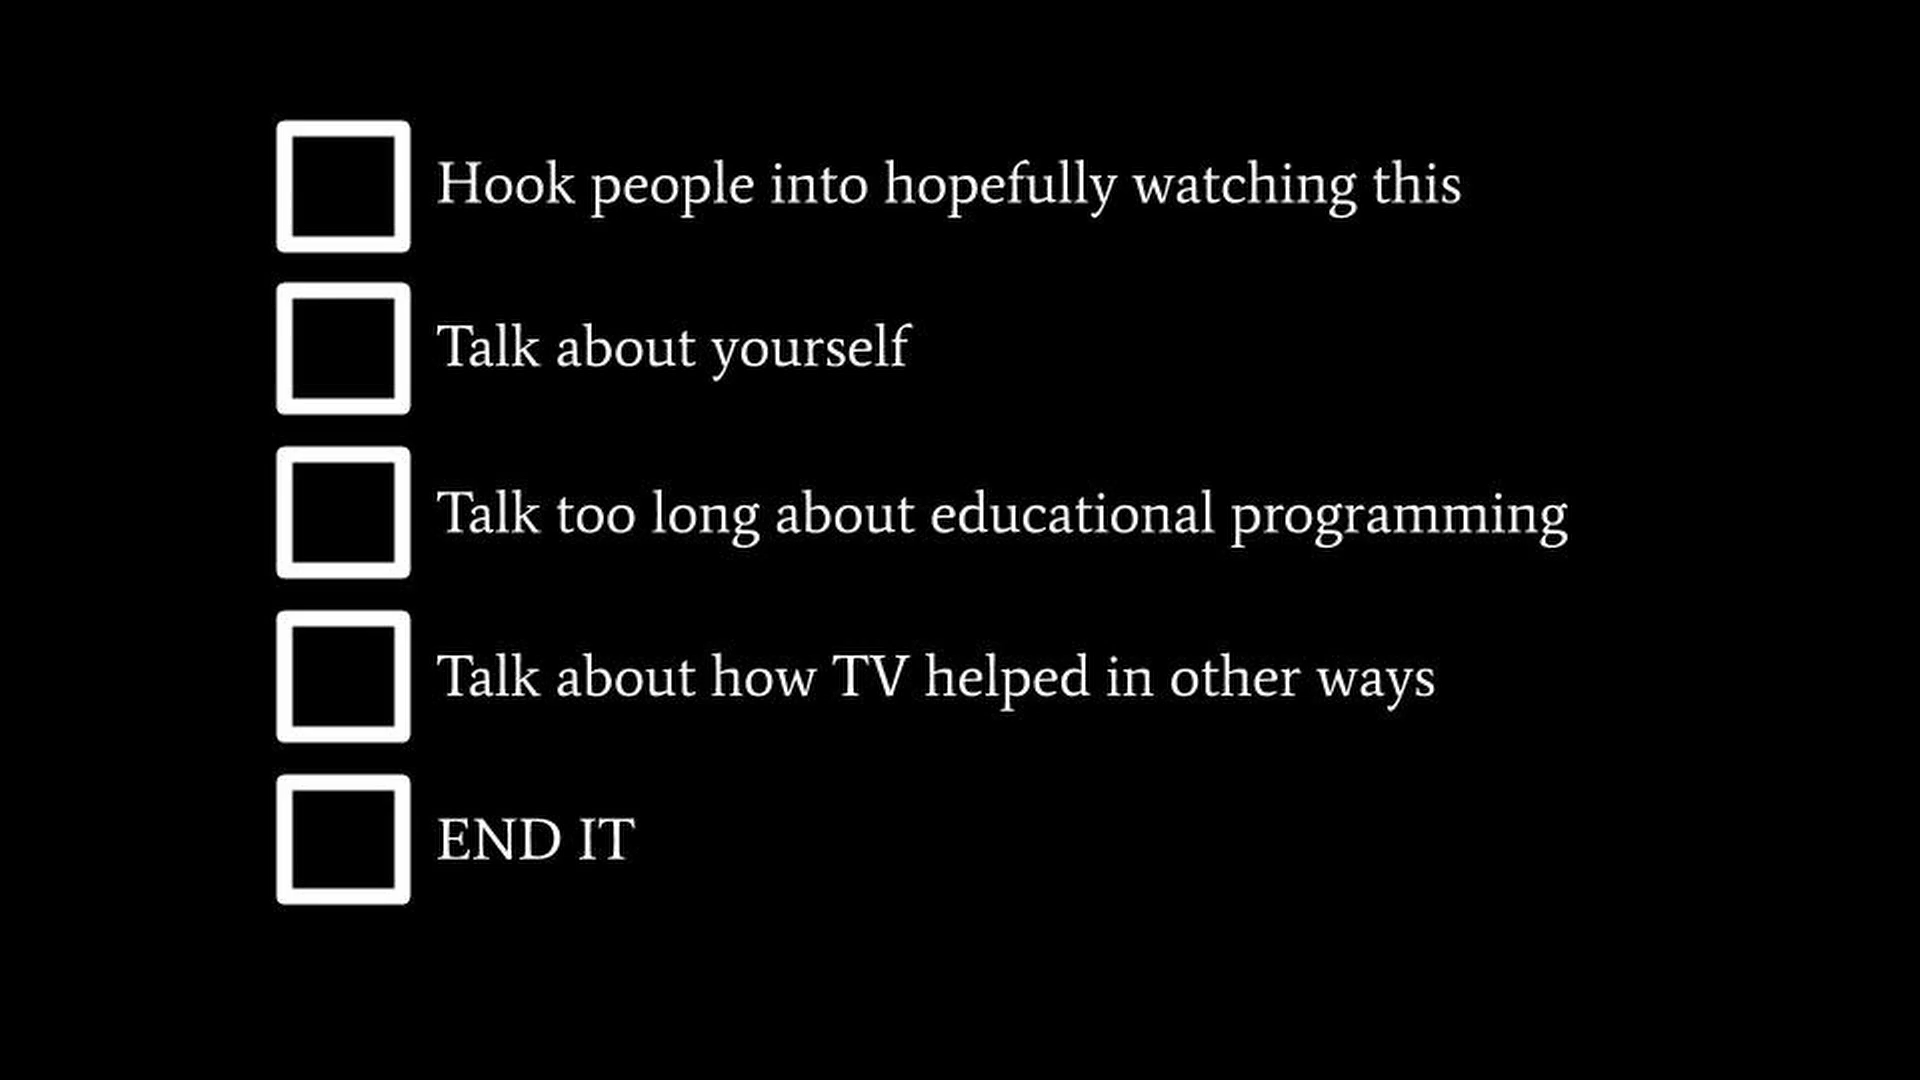 Hook people into hopefully watching this
Talk about yourself
Talk too long about educational programming
Talk about how TV helped in other ways
END IT